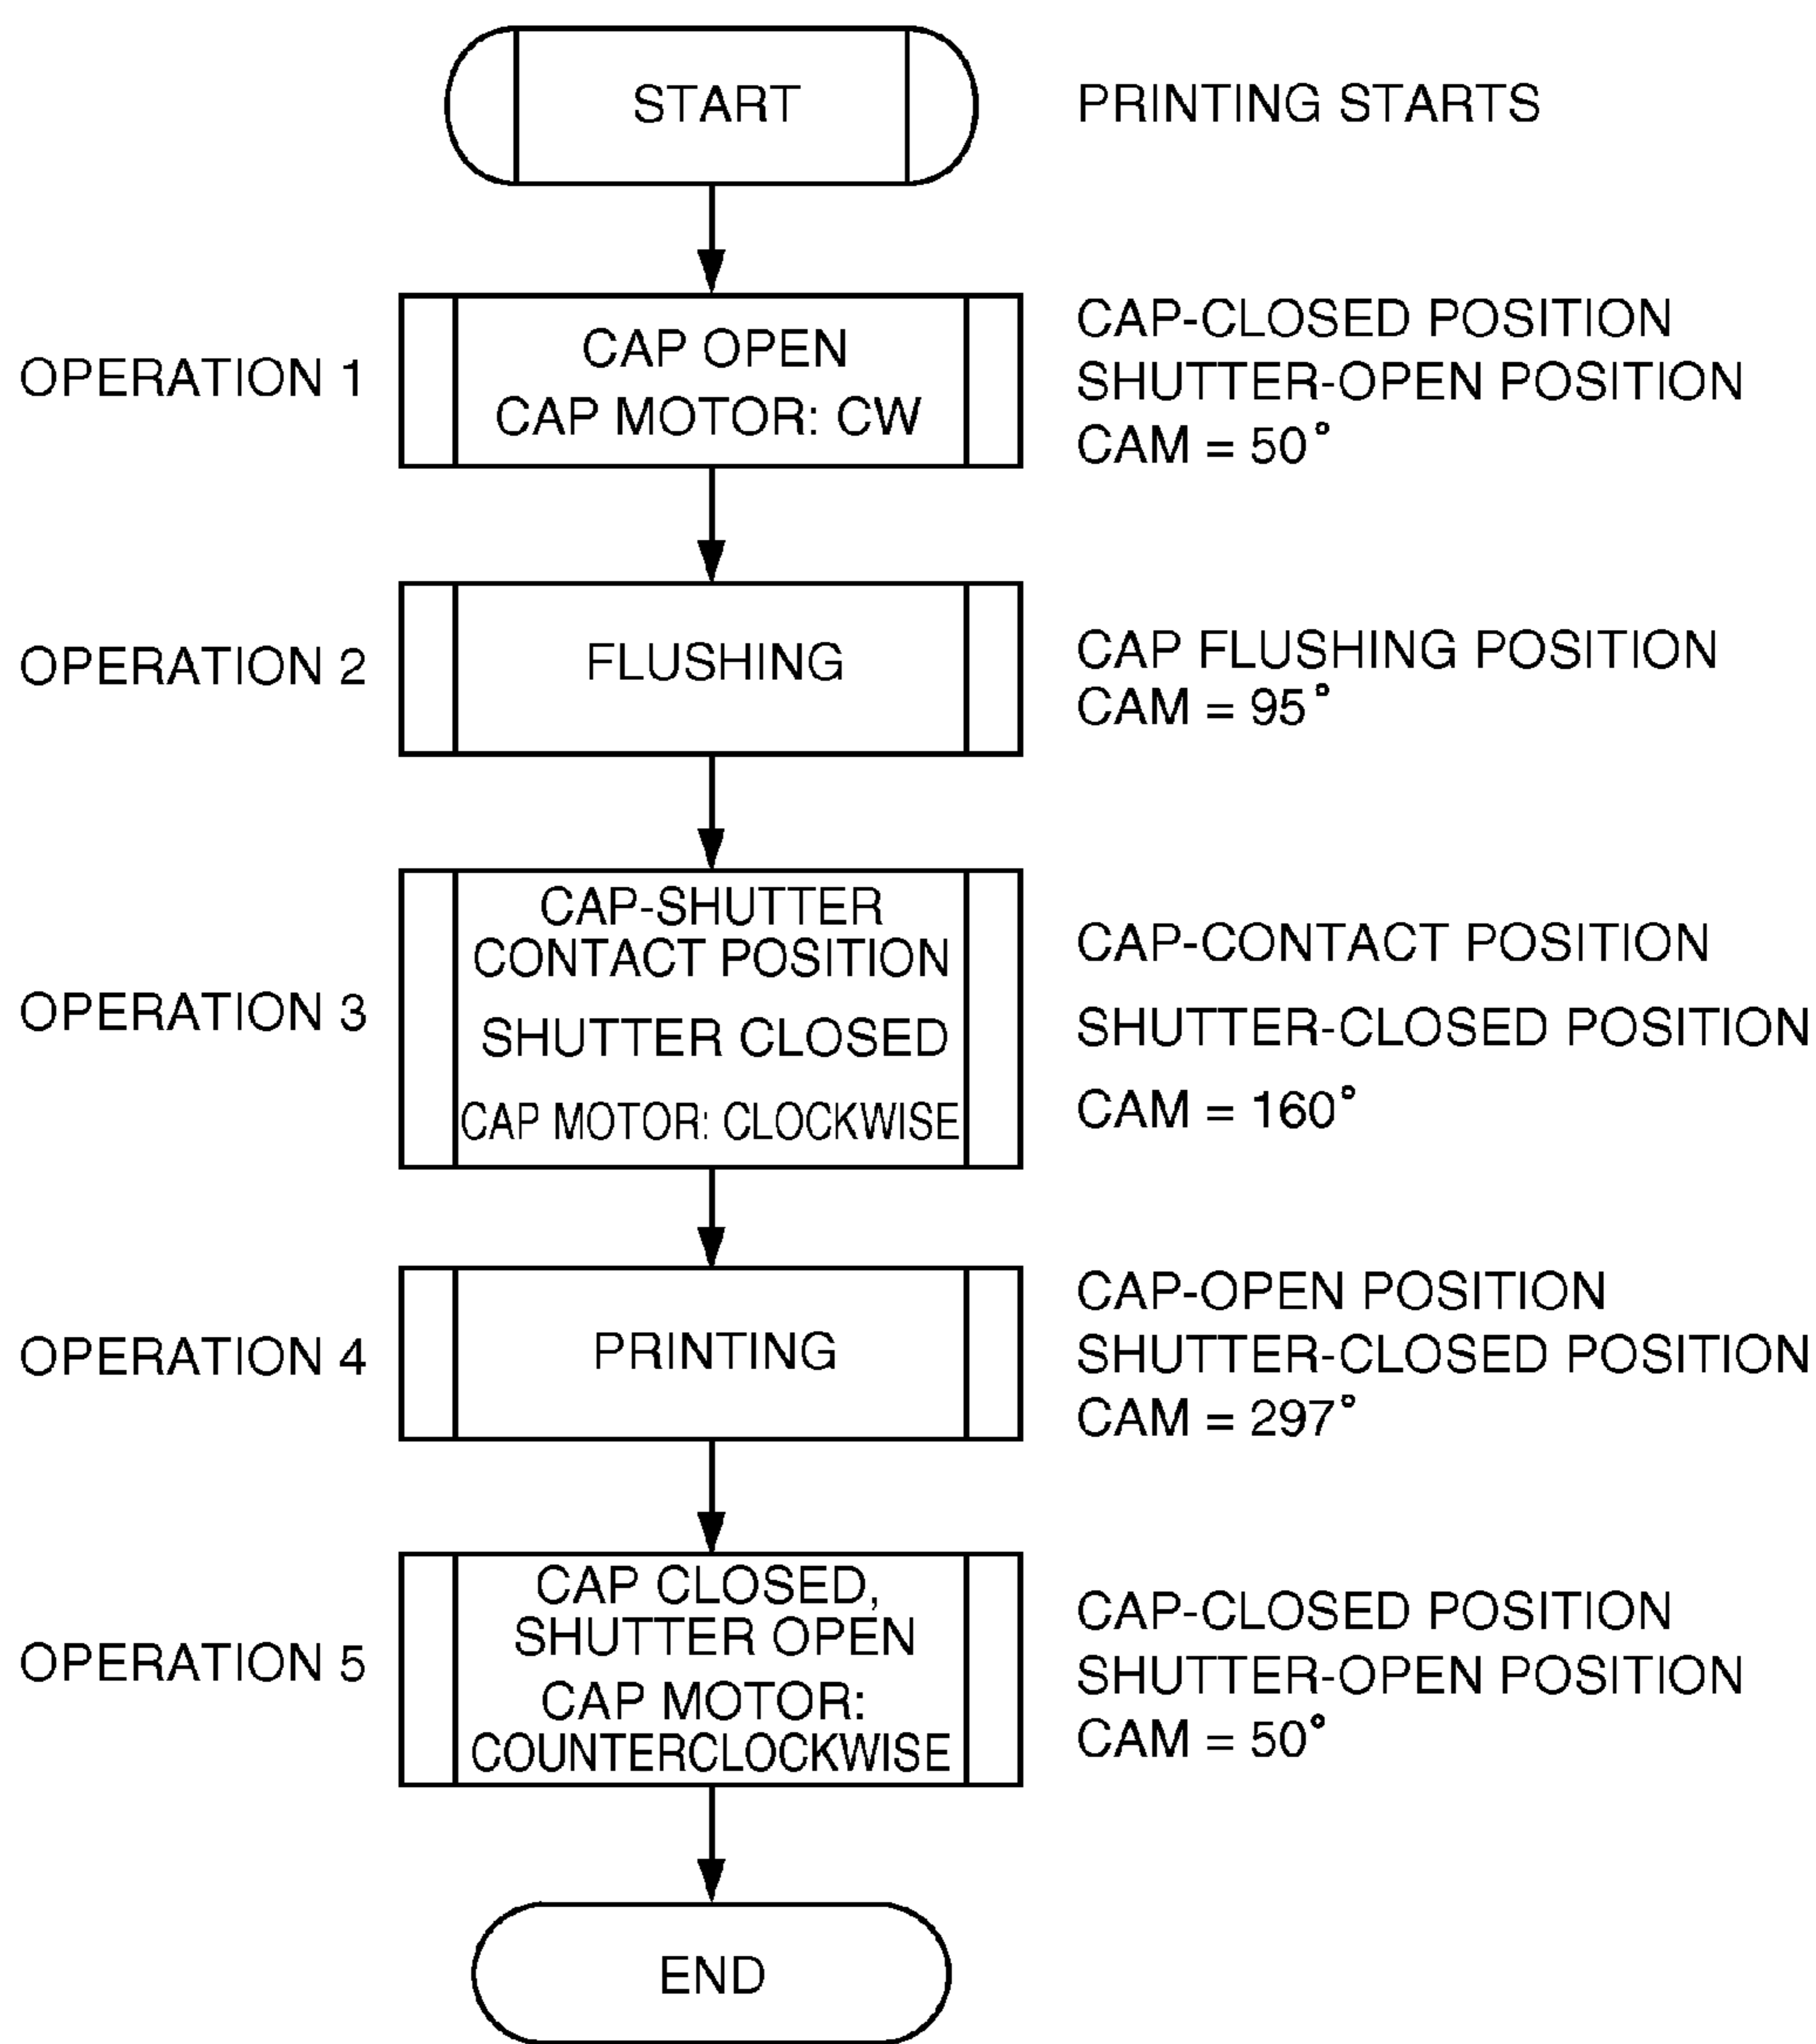 START
PRINTING STARTS
OPERATION 1
CAP OPEN
CAP MOTOR: CW
CAP-CLOSED POSITION
SHUTTER-OPEN POSITION
CAM = 50°
OPERATION 2
FLUSHING
CAP FLUSHING POSITION
CAM = 95°
OPERATION 3
CAP-SHUTTER
CONTACT POSITION
SHUTTER CLOSED
CAP MOTOR: CLOCKWISE
CAP-CONTACT POSITION
SHUTTER-CLOSED POSITION
CAM = 160°
OPERATION 4
PRINTING
CAP-OPEN POSITION
SHUTTER-CLOSED POSITION
CAM = 297°
OPERATION 5
CAP CLOSED,
SHUTTER OPEN
CAP MOTOR:
COUNTERCLOCKWISE
CAP-CLOSED POSITION
SHUTTER-OPEN POSITION
CAM = 50°
END